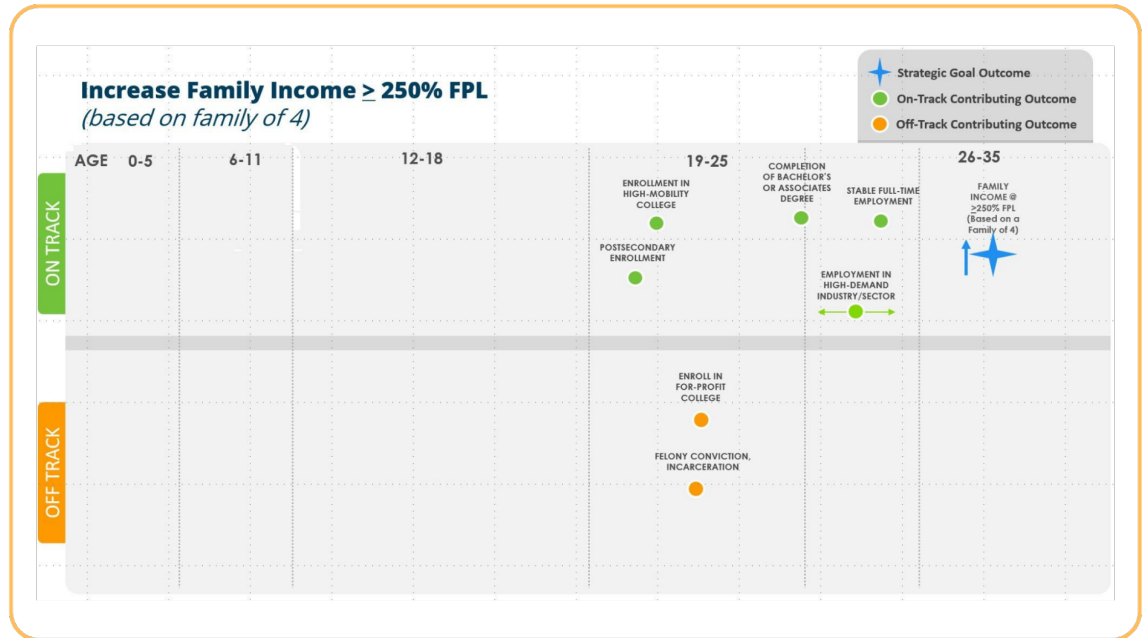 Increase Family Income ≥ 250% FPL
(based on family of 4)
Strategic Goal Outcome
On-Track Contributing Outcome
Off-Track Contributing Outcome
AGE 0-5 6-11 12-18 19-25 26-35
ON TRACK
ENROLLMENT IN
HIGH-MOBILITY
COLLEGE
COMPLETION
OF BACHELOR'S
OR ASSOCIATES
DEGREE
STABLE FULL-TIME
EMPLOYMENT
FAMILY
INCOME @
≥250% FPL
(Based on a
Family of 4)
POSTSECONDARY
ENROLLMENT
EMPLOYMENT IN
HIGH-DEMAND
INDUSTRY/SECTOR
OFF TRACK
ENROLL IN
FOR-PROFIT
COLLEGE
FELONY CONVICTION,
INCARCERATION